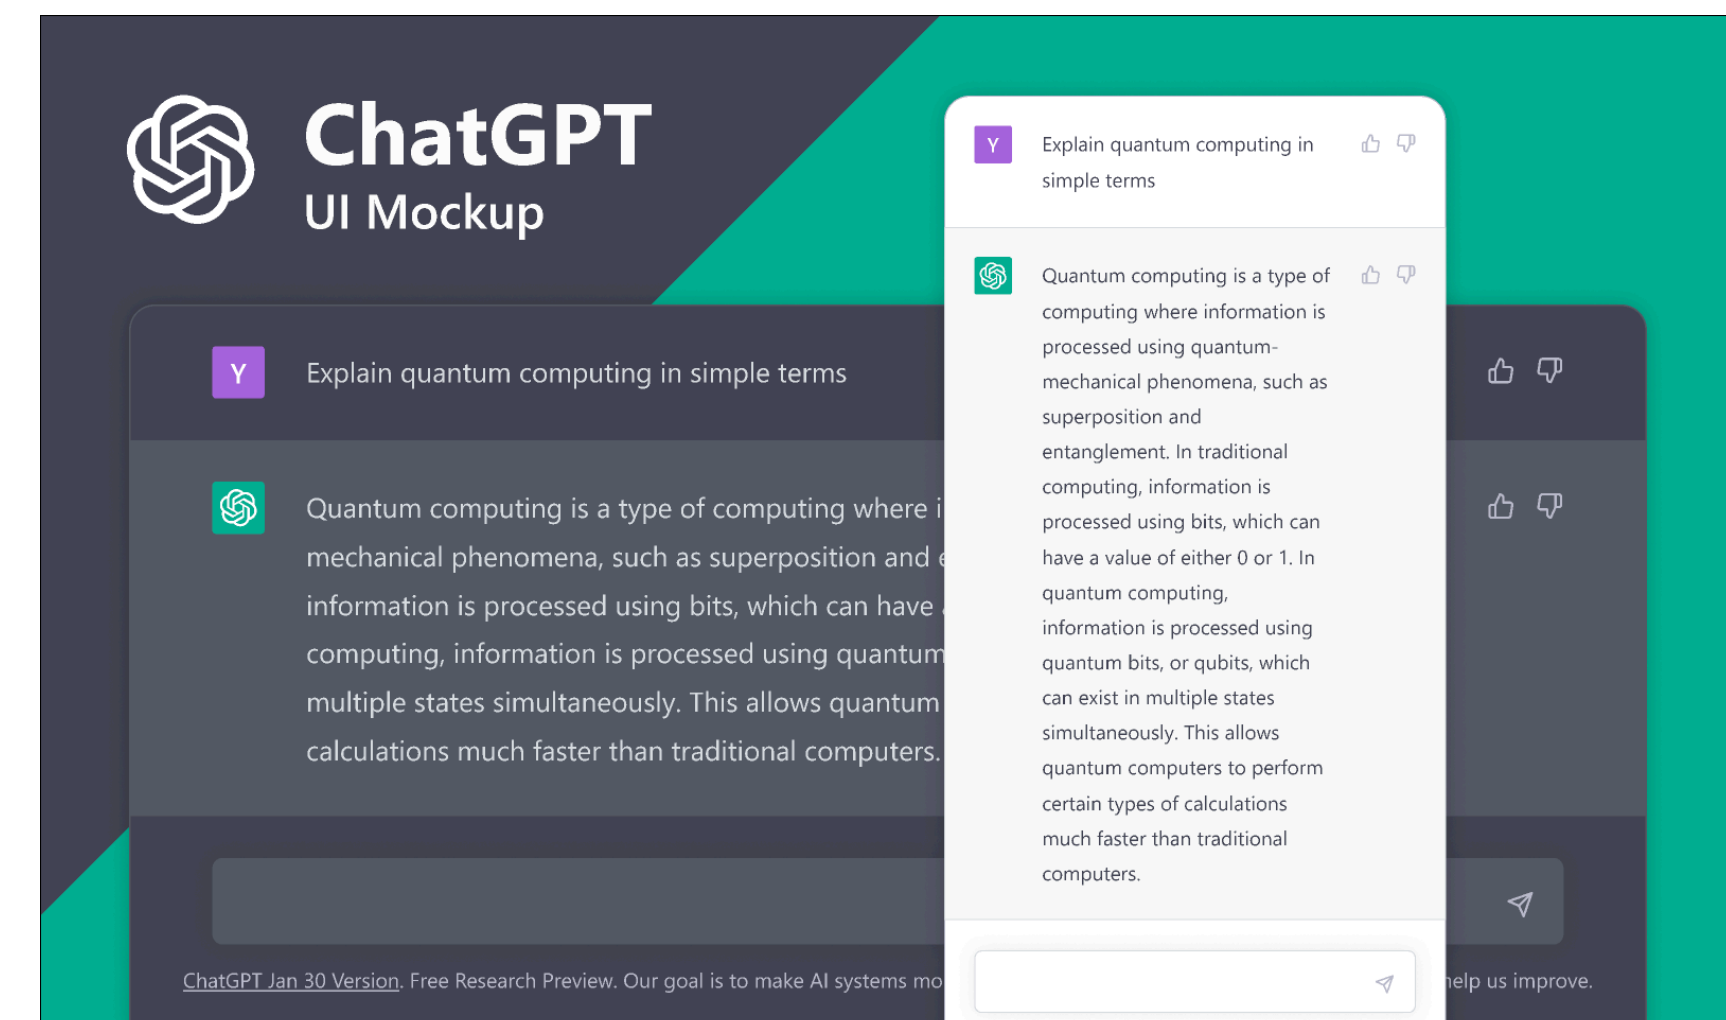 ChatGPT
UI Mockup
Y
Explain quantum computing in simple terms
Quantum computing is a type of computing where
mechanical phenomena, such as superposition and
information is processed using bits, which can have
computing, information is processed using quantum
multiple states simultaneously. This allows quantum
calculations much faster than traditional computers.
ChatGPT Jan 30 Version. Free Research Preview. Our goal is to make AI systems
help us improve.
Y
Explain quantum computing in
simple terms
Quantum computing is a type of
computing where information is
processed using quantum-
mechanical phenomena, such as
superposition and
entanglement. In traditional
computing, information is
processed using bits, which can
have a value of either 0 or 1. In
quantum computing,
information is processed using
quantum bits, or qubits, which
can exist in multiple states
simultaneously. This allows
quantum computers to perform
certain types of calculations
much faster than traditional
computers.